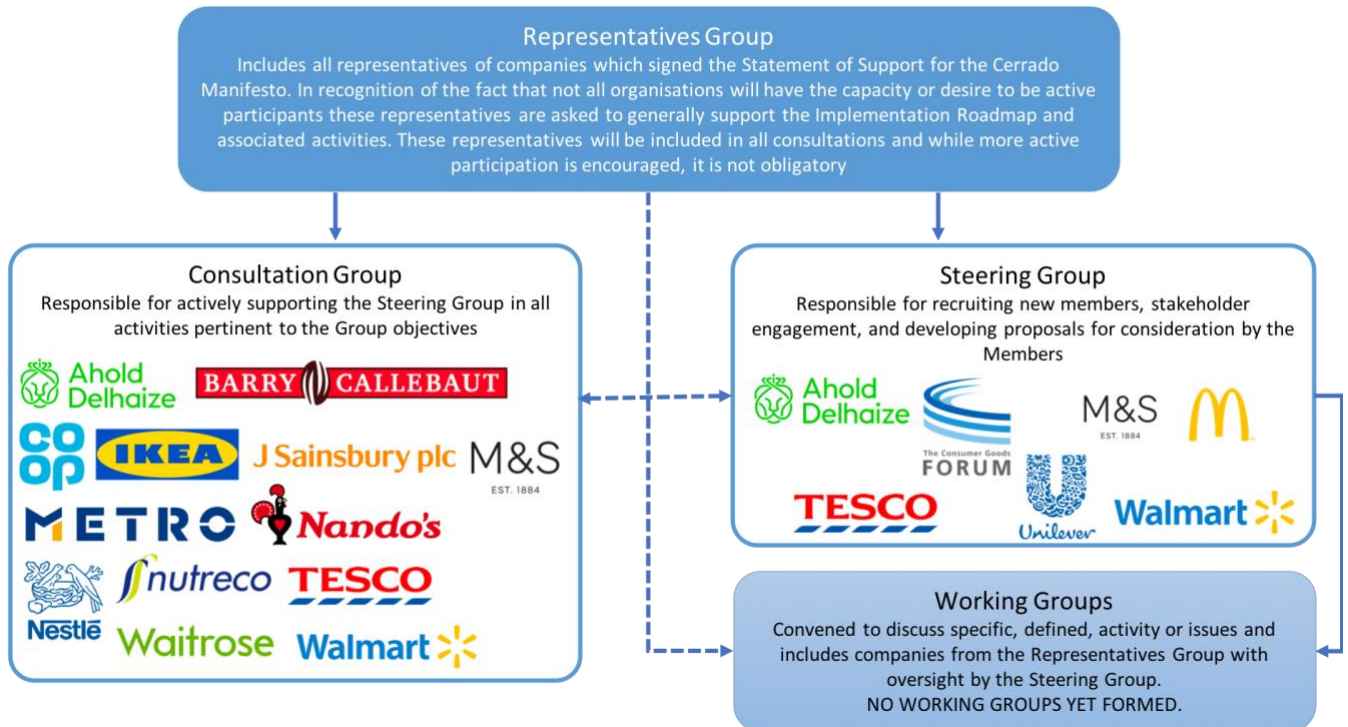 Representatives Group
Includes all representatives of companies which signed the Statement of Support for the Cerrado
Manifesto. In recognition of the fact that not all organisations will have the capacity or desire to be active
participants these representatives are asked to generally support the Implementation Roadmap and
associated activities. These representatives will be included in all consultations and while more active
participation is encouraged, it is not obligatory
Consultation Group
Responsible for actively supporting the Steering Group in all
activities pertinent to the Group objectives
Ahold
Delhaize
BARRY CALLEBAUT
CO
OP
IKEA
J Sainsbury plc
M&S
EST. 1884
METRO
Nando's
Nestlé
nutreco
TESCO
Waitrose
Walmart
Steering Group
Responsible for recruiting new members, stakeholder
engagement, and developing proposals for consideration by the
Members
Ahold
Delhaize
The Consumer Goods
FORUM
M&S
EST. 1884
M
TESCO
Unilever
Walmart
Working Groups
Convened to discuss specific, defined, activity or issues and
includes companies from the Representatives Group with
oversight by the Steering Group.
NO WORKING GROUPS YET FORMED.